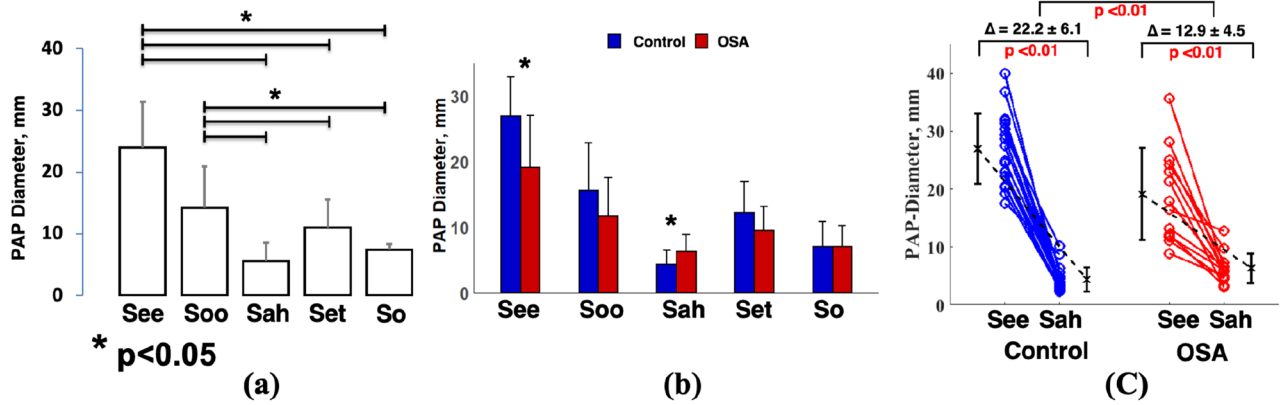 *
*
40
30
20
10
0
PAP Diameter, mm
See Soo Sah Set So
* p<0.05
(a)
Control OSA
*
*
30
20
10
0
PAP Diameter, mm
See Soo Sah Set So
(b)
p <0.01
Δ = 22.2 ± 6.1 Δ = 12.9 ± 4.5
p <0.01 p <0.01
40
30
20
10
0
PAP-Diameter, mm
See Sah See Sah
Control OSA
(C)